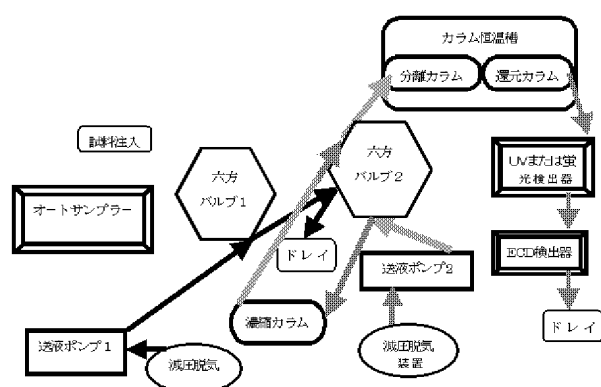 カラム恒温槽
分離カラム
還元カラム
試料注入
六方
バルブ1
六方
バルブ2
UVまたは蛍
光検出器
オートサンプラー
ドレイ
送液ポンプ2
ECD検出器
濃縮カラム
ドレイ
送液ポンプ1
減圧脱気
減圧脱気
装置